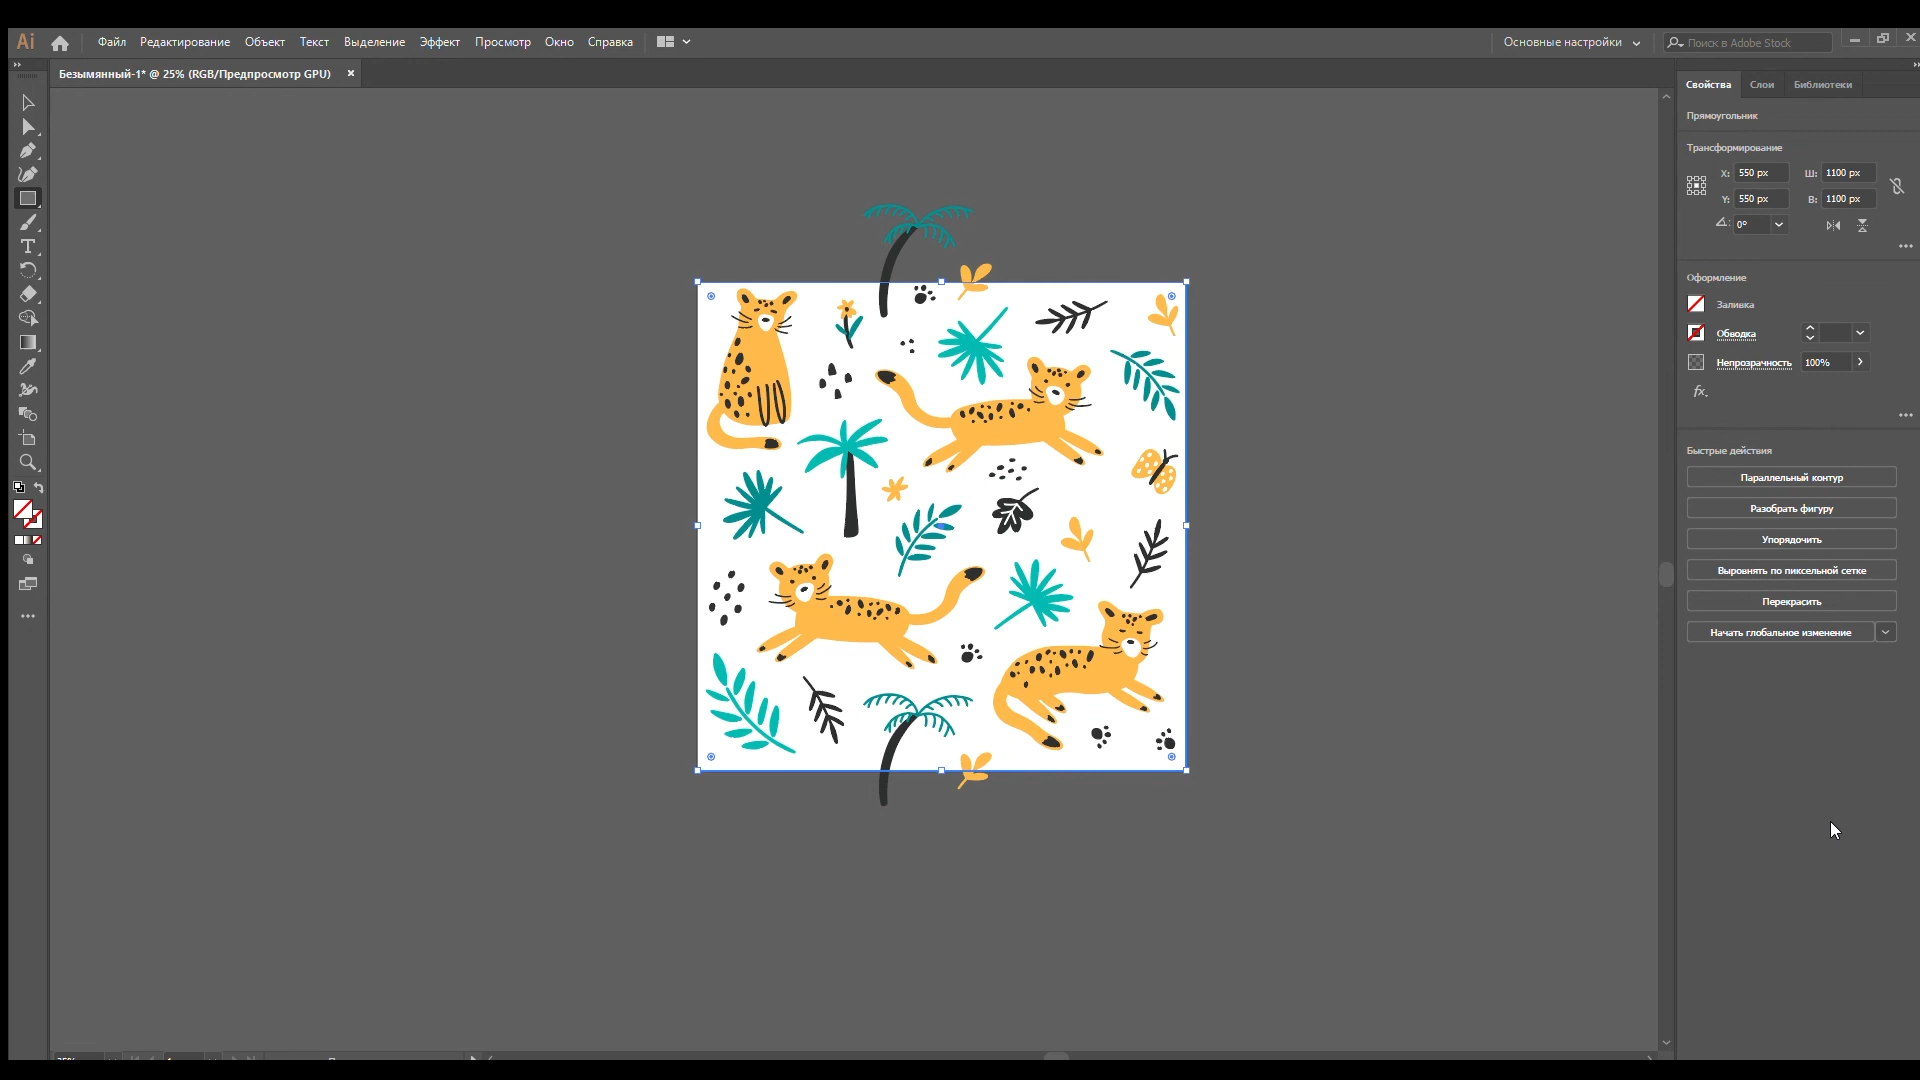 Ai
Файл Редактирование Объект Текст Выделение Эффект Просмотр Окно Справка
Основные настройки
Поиск в Adobe Stock
Безымянный-1* @ 25% (RGB/Предпросмотр GPU)
Свойства Слои Библиотеки
Прямоугольник
Трансформирование
X: 550 px Ш: 1100 px
Y: 550 px В: 1100 px
0°
Оформление
Заливка
Обводка
Непрозрачность 100%
fx.
Быстрые действия
Параллельный контур
Разобрать фигуру
Упорядочить
Выровнять по пиксельной сетке
Перекрасить
Начать глобальное изменение